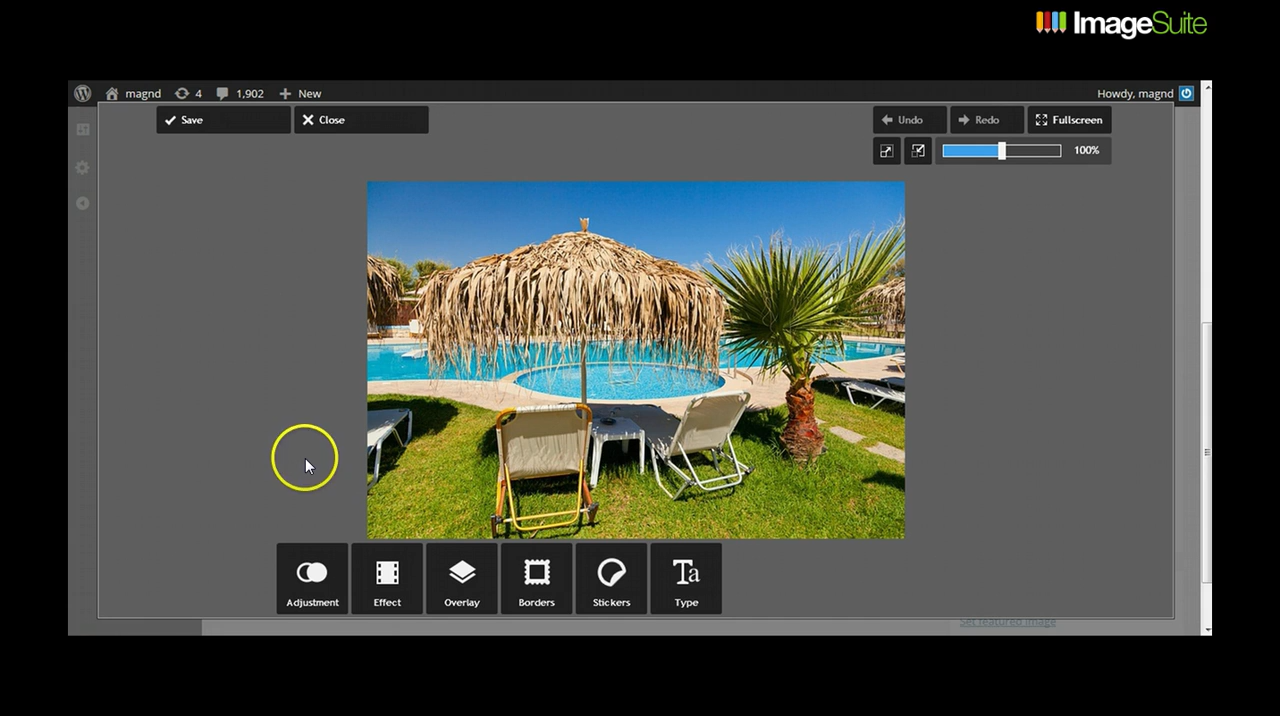 ImageSuite
magnd 4 1,902 New Howdy, magnd
Save Close Undo Redo Fullscreen
100%
Adjustment Effect Overlay Borders Stickers Type
Set featured image